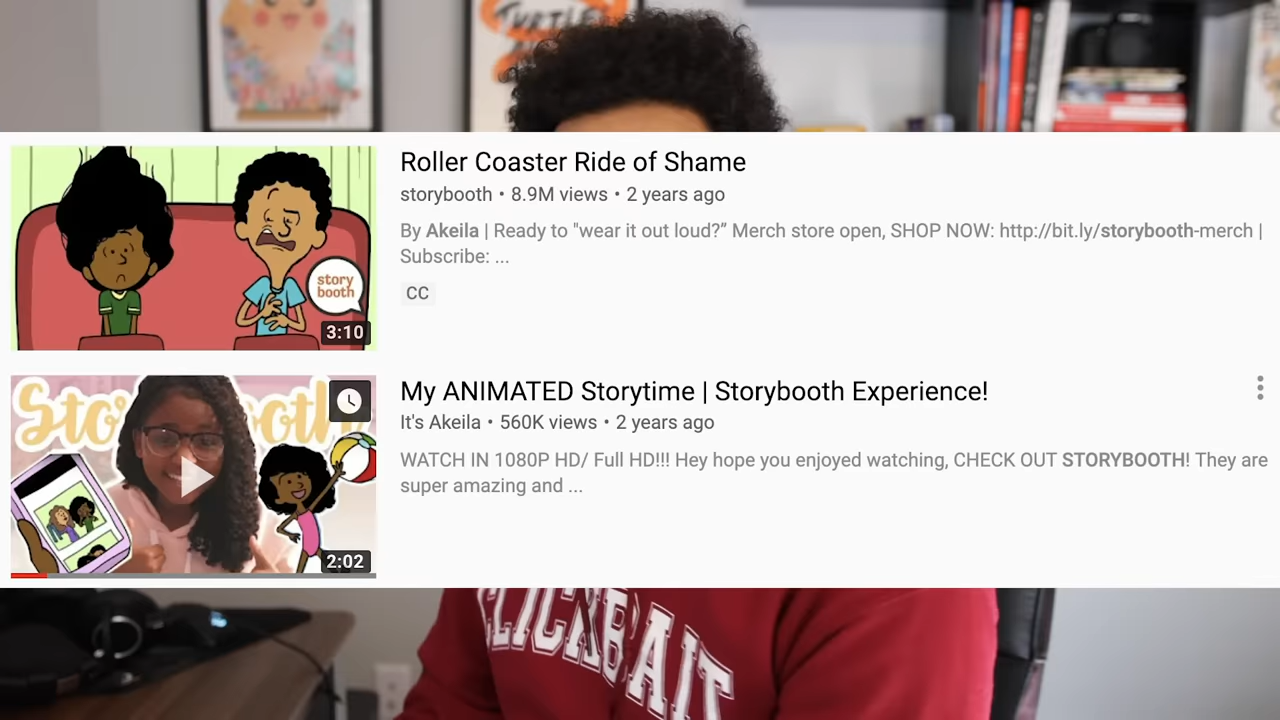 TURTLE
Roller Coaster Ride of Shame
storybooth • 8.9M views • 2 years ago
By Akeila | Ready to "wear it out loud?” Merch store open, SHOP NOW: http://bit.ly/storybooth-merch |
Subscribe: ...
CC
story
booth
3:10
My ANIMATED Storytime | Storybooth Experience!
It's Akeila • 560K views • 2 years ago
WATCH IN 1080P HD/ Full HD!!! Hey hope you enjoyed watching, CHECK OUT STORYBOOTH! They are
super amazing and ...
2:02
CLICKBAIT